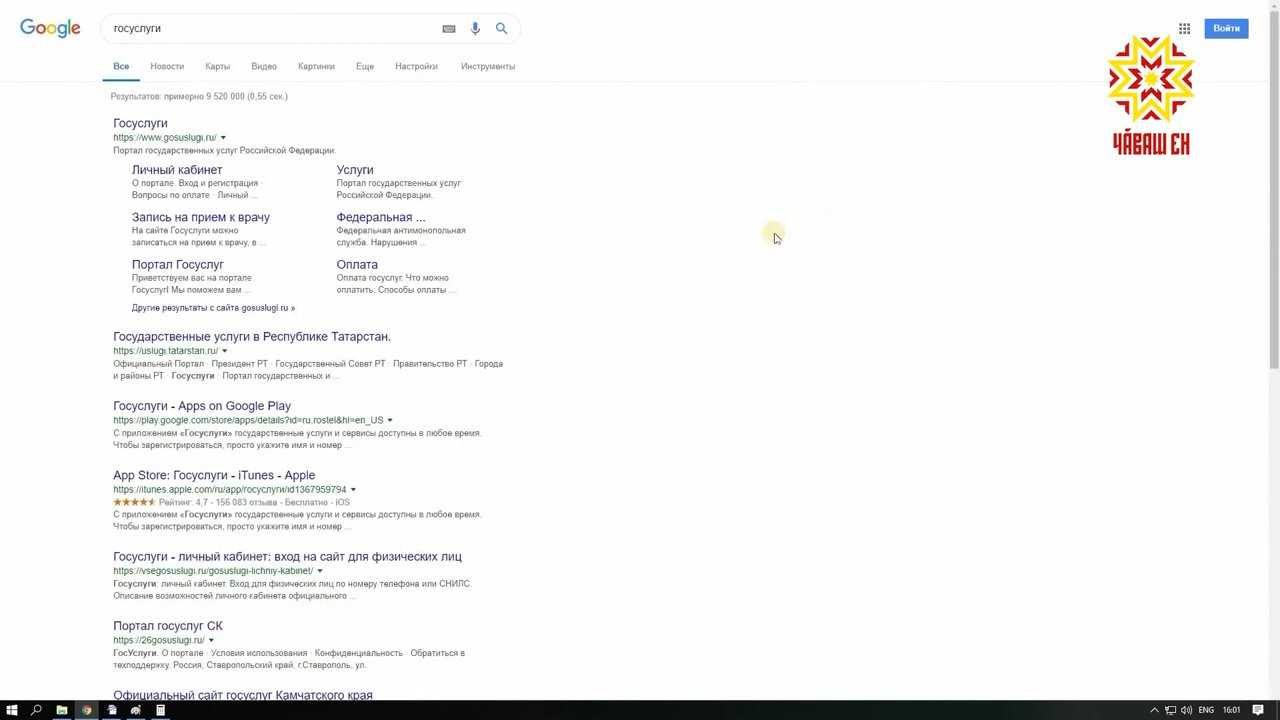 Google
госуслуги
Войти
Все Новости Карты Видео Картинки Еще Настройки Инструменты
ЧӐВАШ ЕН
Результатов: примерно 9 520 000 (0,55 сек.)
Госуслуги
https://www.gosuslugi.ru/
Портал государственных услуг Российской Федерации.
Личный кабинет
О портале. Вход и регистрация ·
Вопросы по оплате · Личный ...
Услуги
Портал государственных услуг
Российской Федерации.
Запись на прием к врачу
На сайте Госуслуги можно
записаться на прием к врачу, в ...
Федеральная ...
Федеральная антимонопольная
служба. Нарушения ...
Портал Госуслуг
Приветствуем вас на портале
Госуслуг! Мы поможем вам ...
Оплата
Оплата госуслуг. Что можно
оплатить; Способы оплаты ...
Другие результаты с сайта gosuslugi.ru »
Государственные услуги в Республике Татарстан.
https://uslugi.tatarstan.ru/
Официальный Портал · Президент РТ · Государственный Совет РТ · Правительство РТ · Города
и районы РТ · Госуслуги · Портал государственных и ...
Госуслуги - Apps on Google Play
https://play.google.com/store/apps/details?id=ru.rostel&hl=en_US
С приложением «Госуслуги» государственные услуги и сервисы доступны в любое время.
Чтобы зарегистрироваться, просто укажите имя и номер ...
App Store: Госуслуги - iTunes - Apple
https://itunes.apple.com/ru/app/госуслуги/id1367959794
Рейтинг: 4,7 - 156 083 отзыва - Бесплатно - iOS
С приложением «Госуслуги» государственные услуги и сервисы доступны в любое время.
Чтобы зарегистрироваться, просто укажите имя и номер ...
Госуслуги - личный кабинет: вход на сайт для физических лиц
https://vsegosuslugi.ru/gosuslugi-lichniy-kabinet/
Госуслуги: личный кабинет. Вход для физических лиц по номеру телефона или СНИЛС.
Описание возможностей личного кабинета официального ...
Портал госуслуг СК
https://26gosuslugi.ru/
ГосУслуги. О портале · Условия использования · Конфиденциальность · Обратиться в
техподдержку. Россия, Ставропольский край, г.Ставрополь, ул.
Официальный сайт госуслуг Камчатского края
ENG 16:01